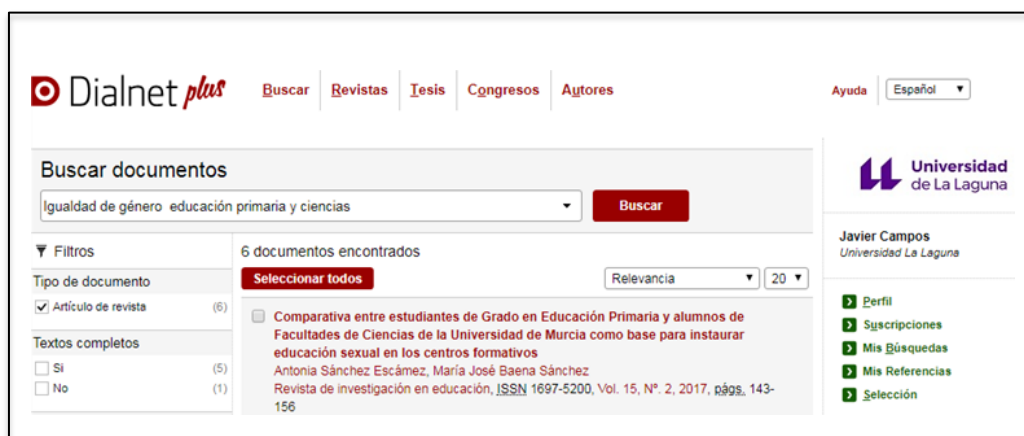 Dialnet plus
Buscar Revistas Tesis Congresos Autores
Ayuda Español
Buscar documentos
Igualdad de género educación primaria y ciencias
Buscar
Universidad
de La Laguna
Javier Campos
Universidad La Laguna
Filtros
6 documentos encontrados
Tipo de documento
Seleccionar todos
Relevancia 20
Artículo de revista (6)
Textos completos
Si (5)
No (1)
Comparativa entre estudiantes de Grado en Educación Primaria y alumnos de
Facultades de Ciencias de la Universidad de Murcia como base para instaurar
educación sexual en los centros formativos
Antonia Sánchez Escámez, María José Baena Sánchez
Revista de investigación en educación, ISSN 1697-5200, Vol. 15, Nº. 2, 2017, págs. 143-
156
Perfil
Suscripciones
Mis Búsquedas
Mis Referencias
Selección